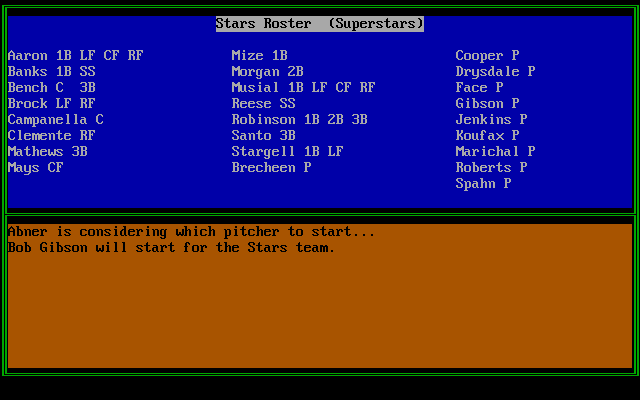 Stars Roster  (Superstars)
Aaron 1B LF CF RF
Banks 1B SS
Bench C  3B
Brock LF RF
Campanella C
Clemente RF
Mathews 3B
Mays CF
Mize 1B
Morgan 2B
Musial 1B LF CF RF
Reese SS
Robinson 1B 2B 3B
Santo 3B
Stargell 1B LF
Brecheen P
Cooper P
Drysdale P
Face P
Gibson P
Jenkins P
Koufax P
Marichal P
Roberts P
Spahn P
Abner is considering which pitcher to start...
Bob Gibson will start for the Stars team.